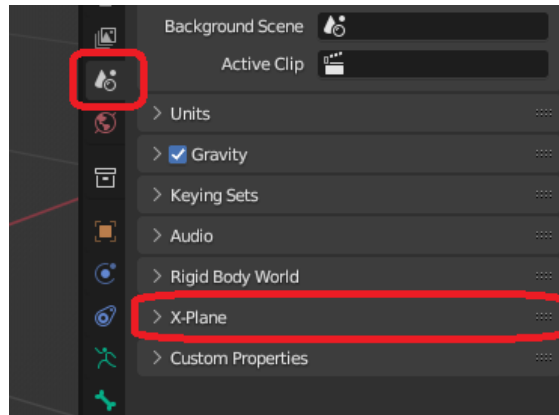 Background Scene
Active Clip
Units
Gravity
Keying Sets
Audio
Rigid Body World
X-Plane
Custom Properties